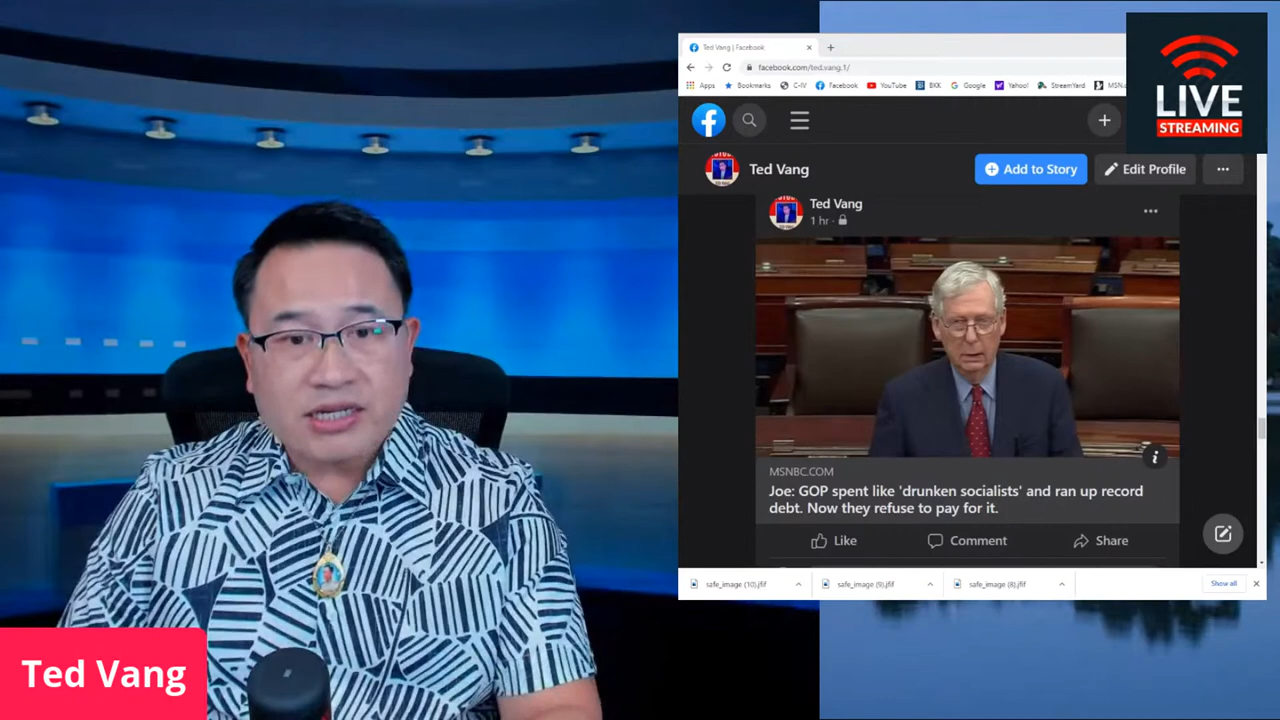 Ted Vang | Facebook
facebook.com/ted.vang.1/
Apps Bookmarks C-IV Facebook YouTube BKK Google Yahoo! StreamYard MSN.c
LIVE
STREAMING
Ted Vang
Add to Story
Edit Profile
Ted Vang
1 hr
MSNBC.COM
Joe: GOP spent like 'drunken socialists' and ran up record
debt. Now they refuse to pay for it.
Like Comment Share
safe_image (10).jfif
safe_image (9).jfif
safe_image (8).jfif
Show all
Ted Vang